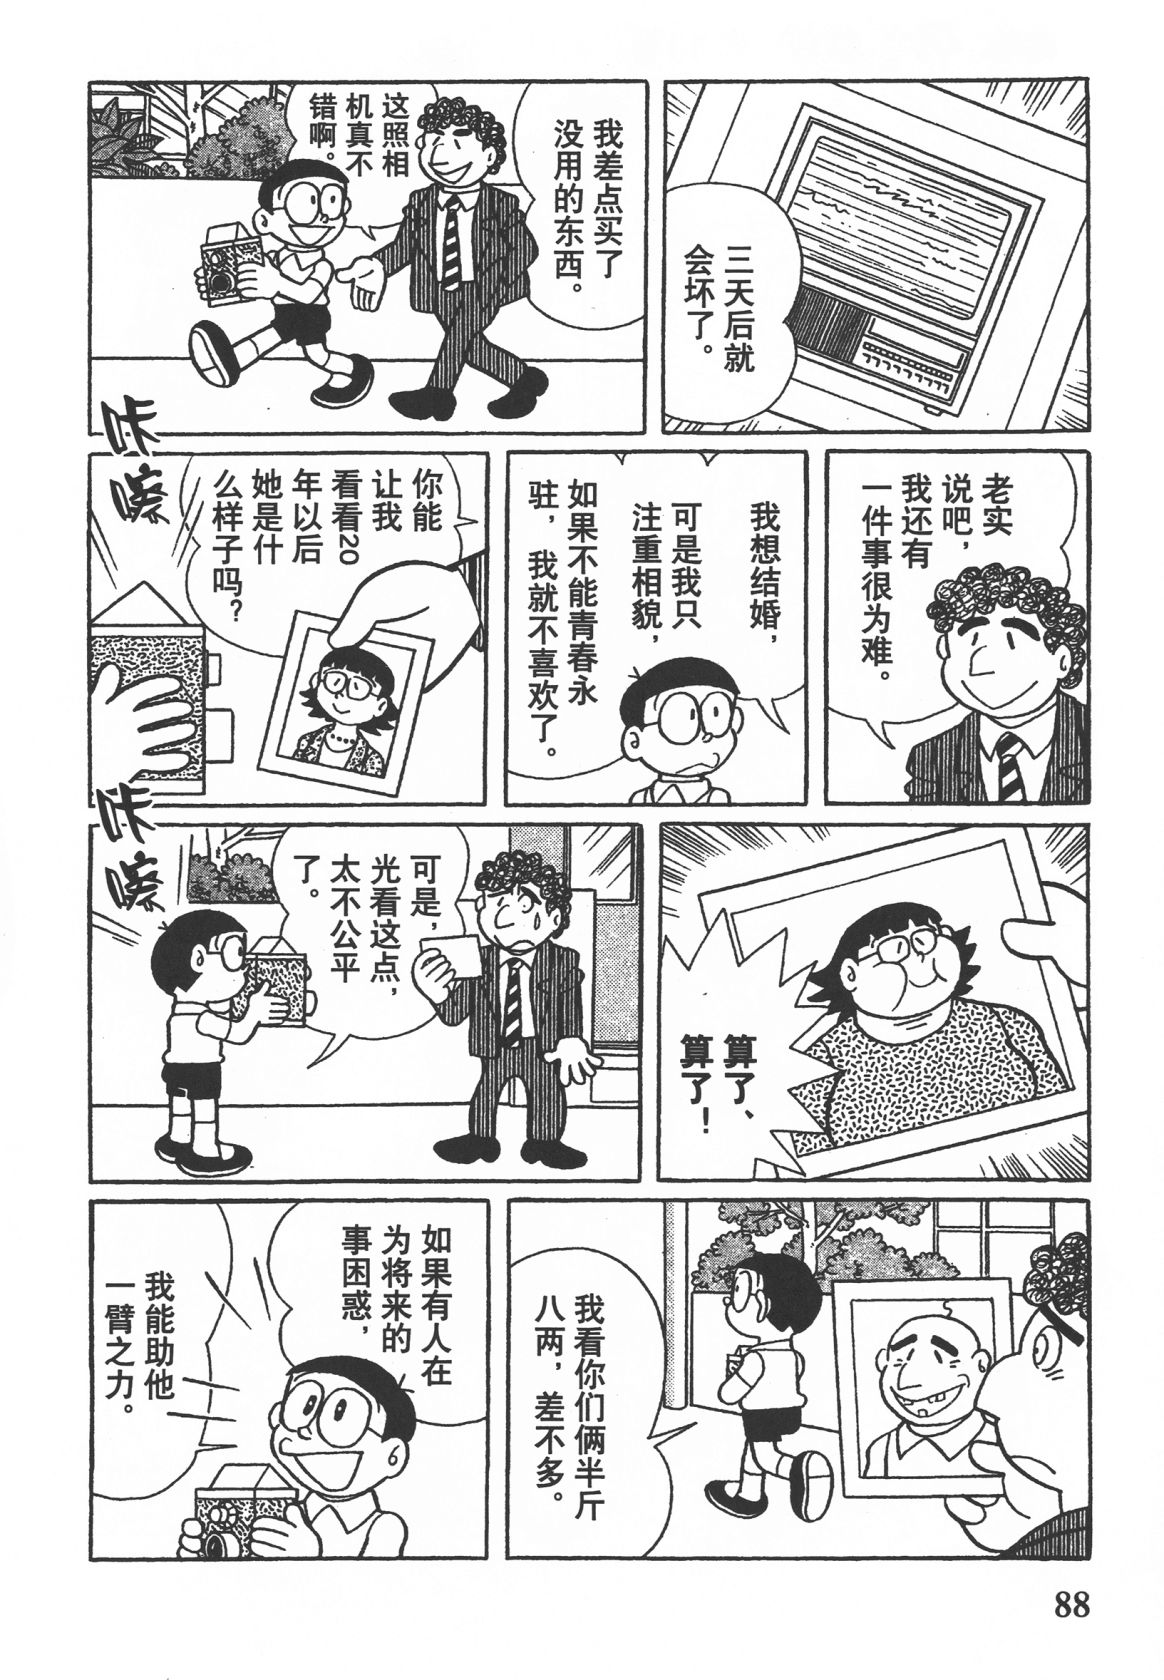 三天后就
会坏了。
我差点买了
没用的东西。
这照相
机真不
错啊。
老实
说吧，
我还有
一件事很为难。
我想结婚，
可是我只
注重相貌，
如果不能青春永
驻，我就不喜欢了。
你能
让我
看看20
年以后
她是什
么样子吗？
咔
嚓
算了、
算了！
可是，
光看这点，
太不公平
了。
咔
嚓
我看你们俩半斤
八两，差不多。
如果有人在
为将来的
事困惑，
我能助他
一臂之力。
88